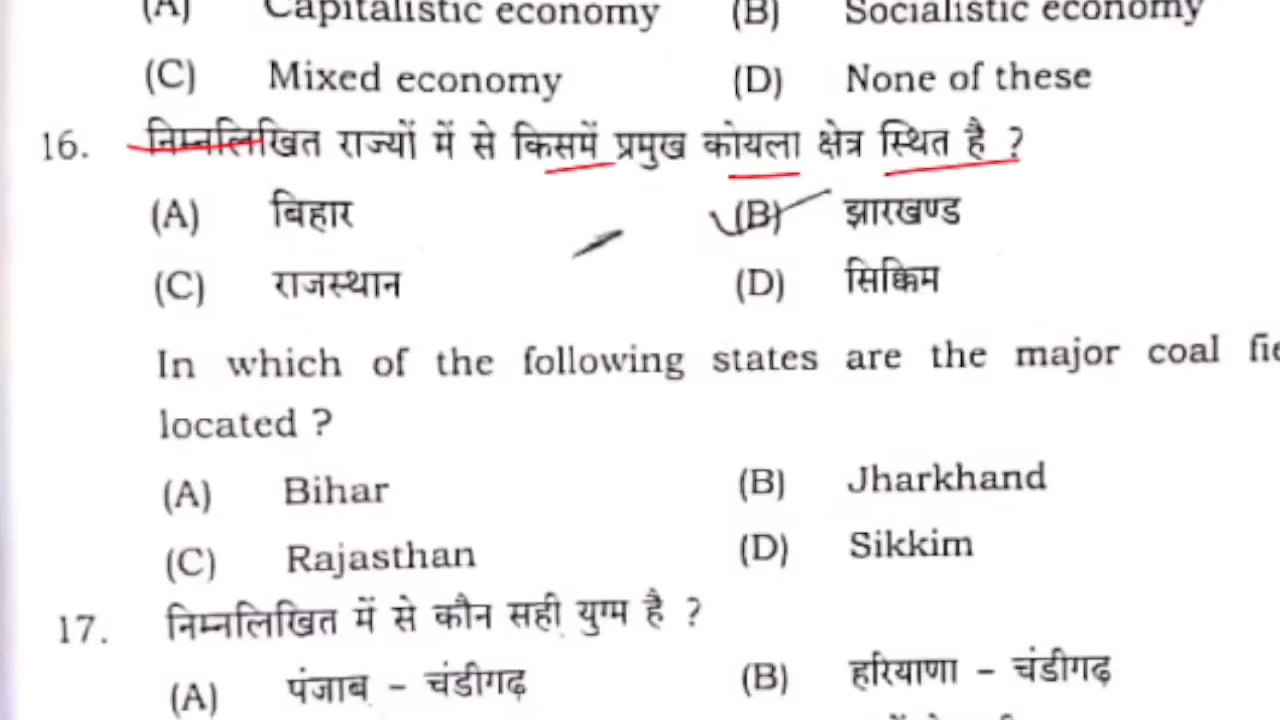 (A) Capitalistic economy (B) Socialistic economy
(C) Mixed economy (D) None of these
16. निम्नलिखित राज्यों में से किसमें प्रमुख कोयला क्षेत्र स्थित है ?
(A) बिहार (B) झारखण्ड
(C) राजस्थान (D) सिक्किम
In which of the following states are the major coal fie
located ?
(A) Bihar (B) Jharkhand
(C) Rajasthan (D) Sikkim
17. निम्नलिखित में से कौन सही युग्म है ?
(A) पंजाब – चंडीगढ़ (B) हरियाणा – चंडीगढ़